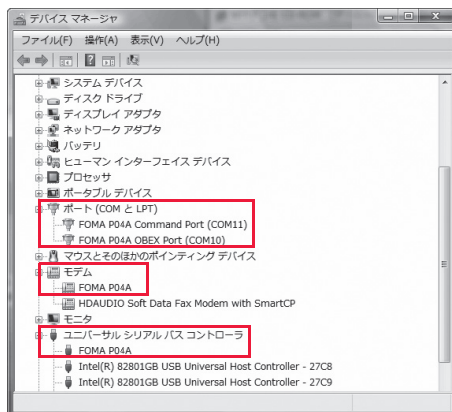 デバイス マネージャ
ファイル(F) 操作(A) 表示(V) ヘルプ(H)
システム デバイス
ディスク ドライブ
ディスプレイ アダプタ
ネットワーク アダプタ
バッテリ
ヒューマン インターフェイス デバイス
プロセッサ
ポータブル デバイス
ポート (COM と LPT)
FOMA P04A Command Port (COM11)
FOMA P04A OBEX Port (COM10)
マウスとそのほかのポインティング デバイス
モデム
FOMA P04A
HDAUDIO Soft Data Fax Modem with SmartCP
モニタ
ユニバーサル シリアル バス コントローラ
FOMA P04A
Intel(R) 82801GB USB Universal Host Controller - 27C8
Intel(R) 82801GB USB Universal Host Controller - 27C9